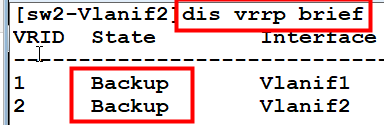 [sw2-Vlanif2]dis vrrp brief
VRID State Interface
--------------------------------------------
1 Backup Vlanif1
2 Backup Vlanif2